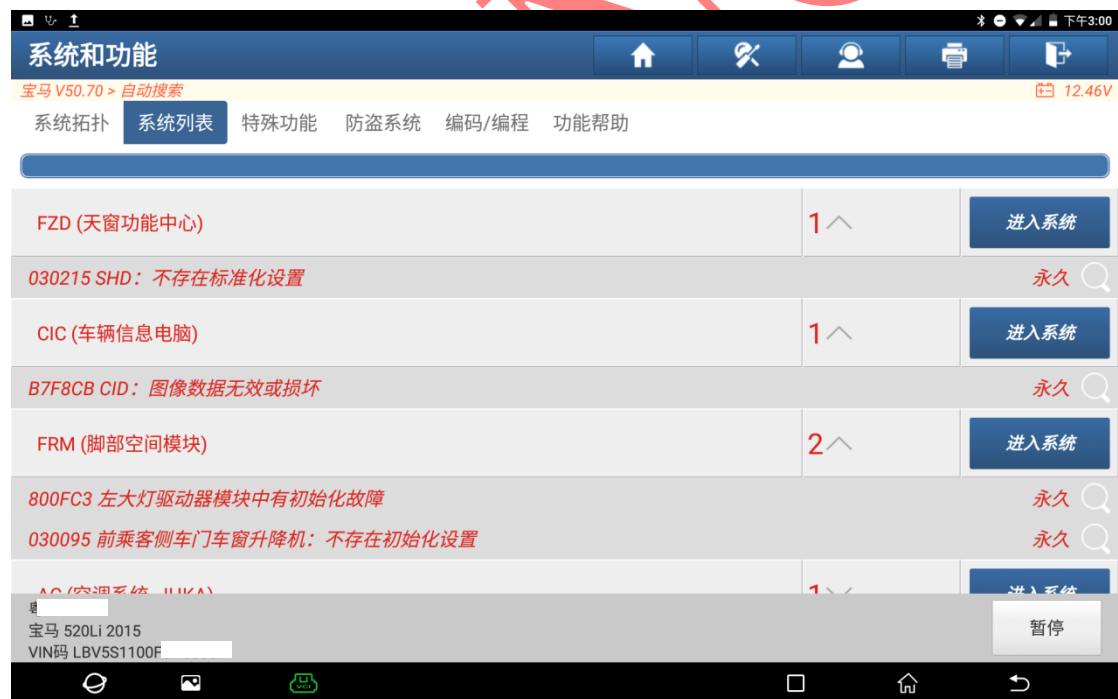 下午3:00
系统和功能
宝马 V50.70 > 自动搜索
12.46V
系统拓扑 系统列表 特殊功能 防盗系统 编码/编程 功能帮助
FZD (天窗功能中心) 1 进入系统
030215 SHD：不存在标准化设置 永久
CIC (车辆信息电脑) 1 进入系统
B7F8CB CID：图像数据无效或损坏 永久
FRM (脚部空间模块) 2 进入系统
800FC3 左大灯驱动器模块中有初始化故障 永久
030095 前乘客侧车门车窗升降机：不存在初始化设置 永久
1 进入系统
粤
宝马 520Li 2015
VIN码 LBV5S1100F
暂停
VCI